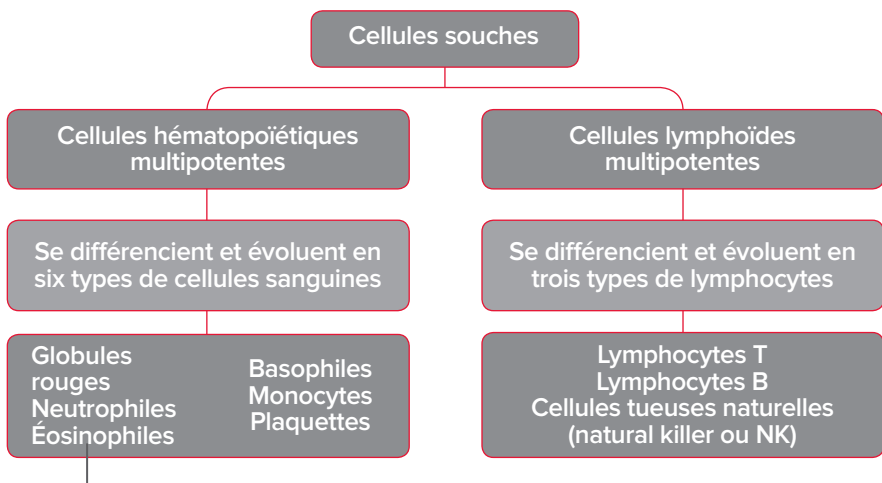 Cellules souches
Cellules hématopoïétiques
multipotentes
Cellules lymphoïdes
multipotentes
Se différencient et évoluent en
six types de cellules sanguines
Se différencient et évoluent en
trois types de lymphocytes
Globules
rouges
Neutrophiles
Éosinophiles
Basophiles
Monocytes
Plaquettes
Lymphocytes T
Lymphocytes B
Cellules tueuses naturelles
(natural killer ou NK)